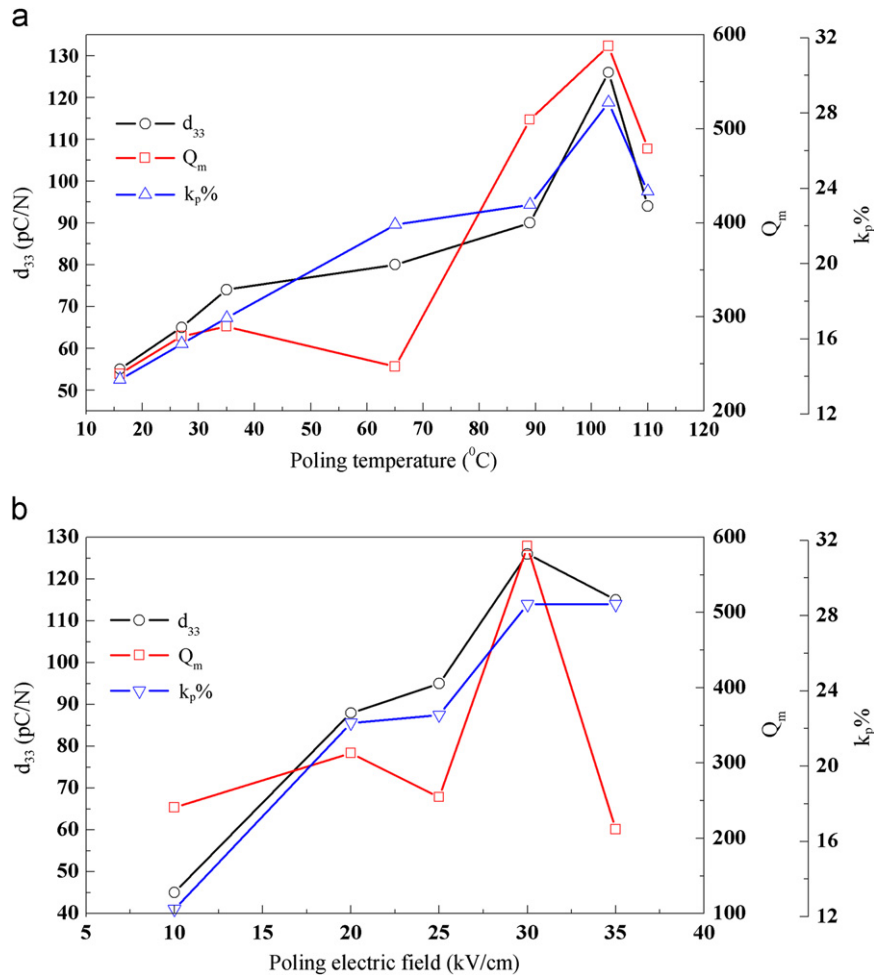 a
130
120
110
100
90
80
70
60
50
d33 (pC/N)
d33
Qm
kp%
600
500
400
300
200
Qm
32
28
24
20
16
12
kp%
10 20 30 40 50 60 70 80 90 100 110 120
Poling temperature (0C)
b
130
120
110
100
90
80
70
60
50
40
d33 (pC/N)
d33
Qm
kp%
600
500
400
300
200
100
Qm
32
28
24
20
16
12
kp%
5 10 15 20 25 30 35 40
Poling electric field (kV/cm)